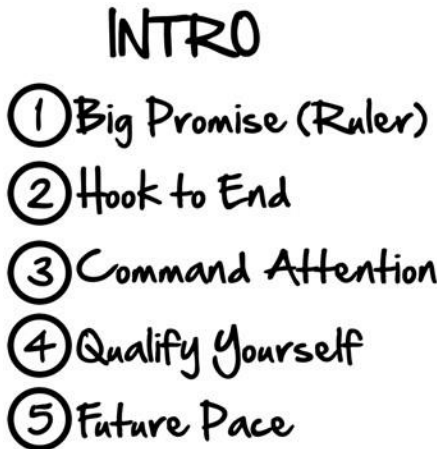 INTRO
1 Big Promise (Ruler)
2 Hook to End
3 Command Attention
4 Qualify Yourself
5 Future Pace